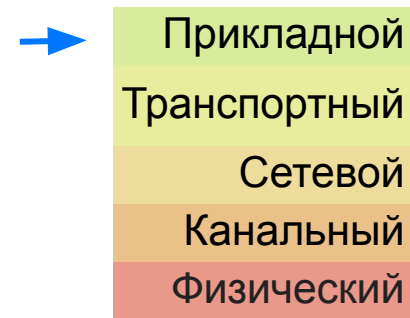 Прикладной
Транспортный
Сетевой
Канальный
Физический